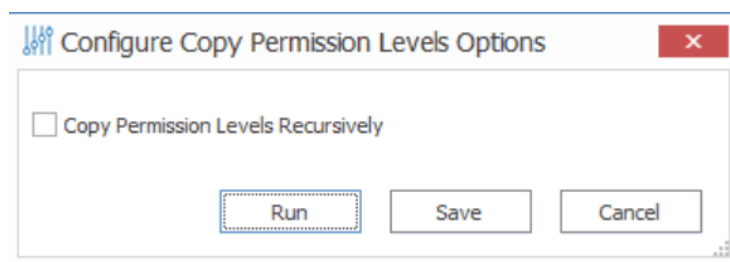 Configure Copy Permission Levels Options
Copy Permission Levels Recursively
Run Save Cancel